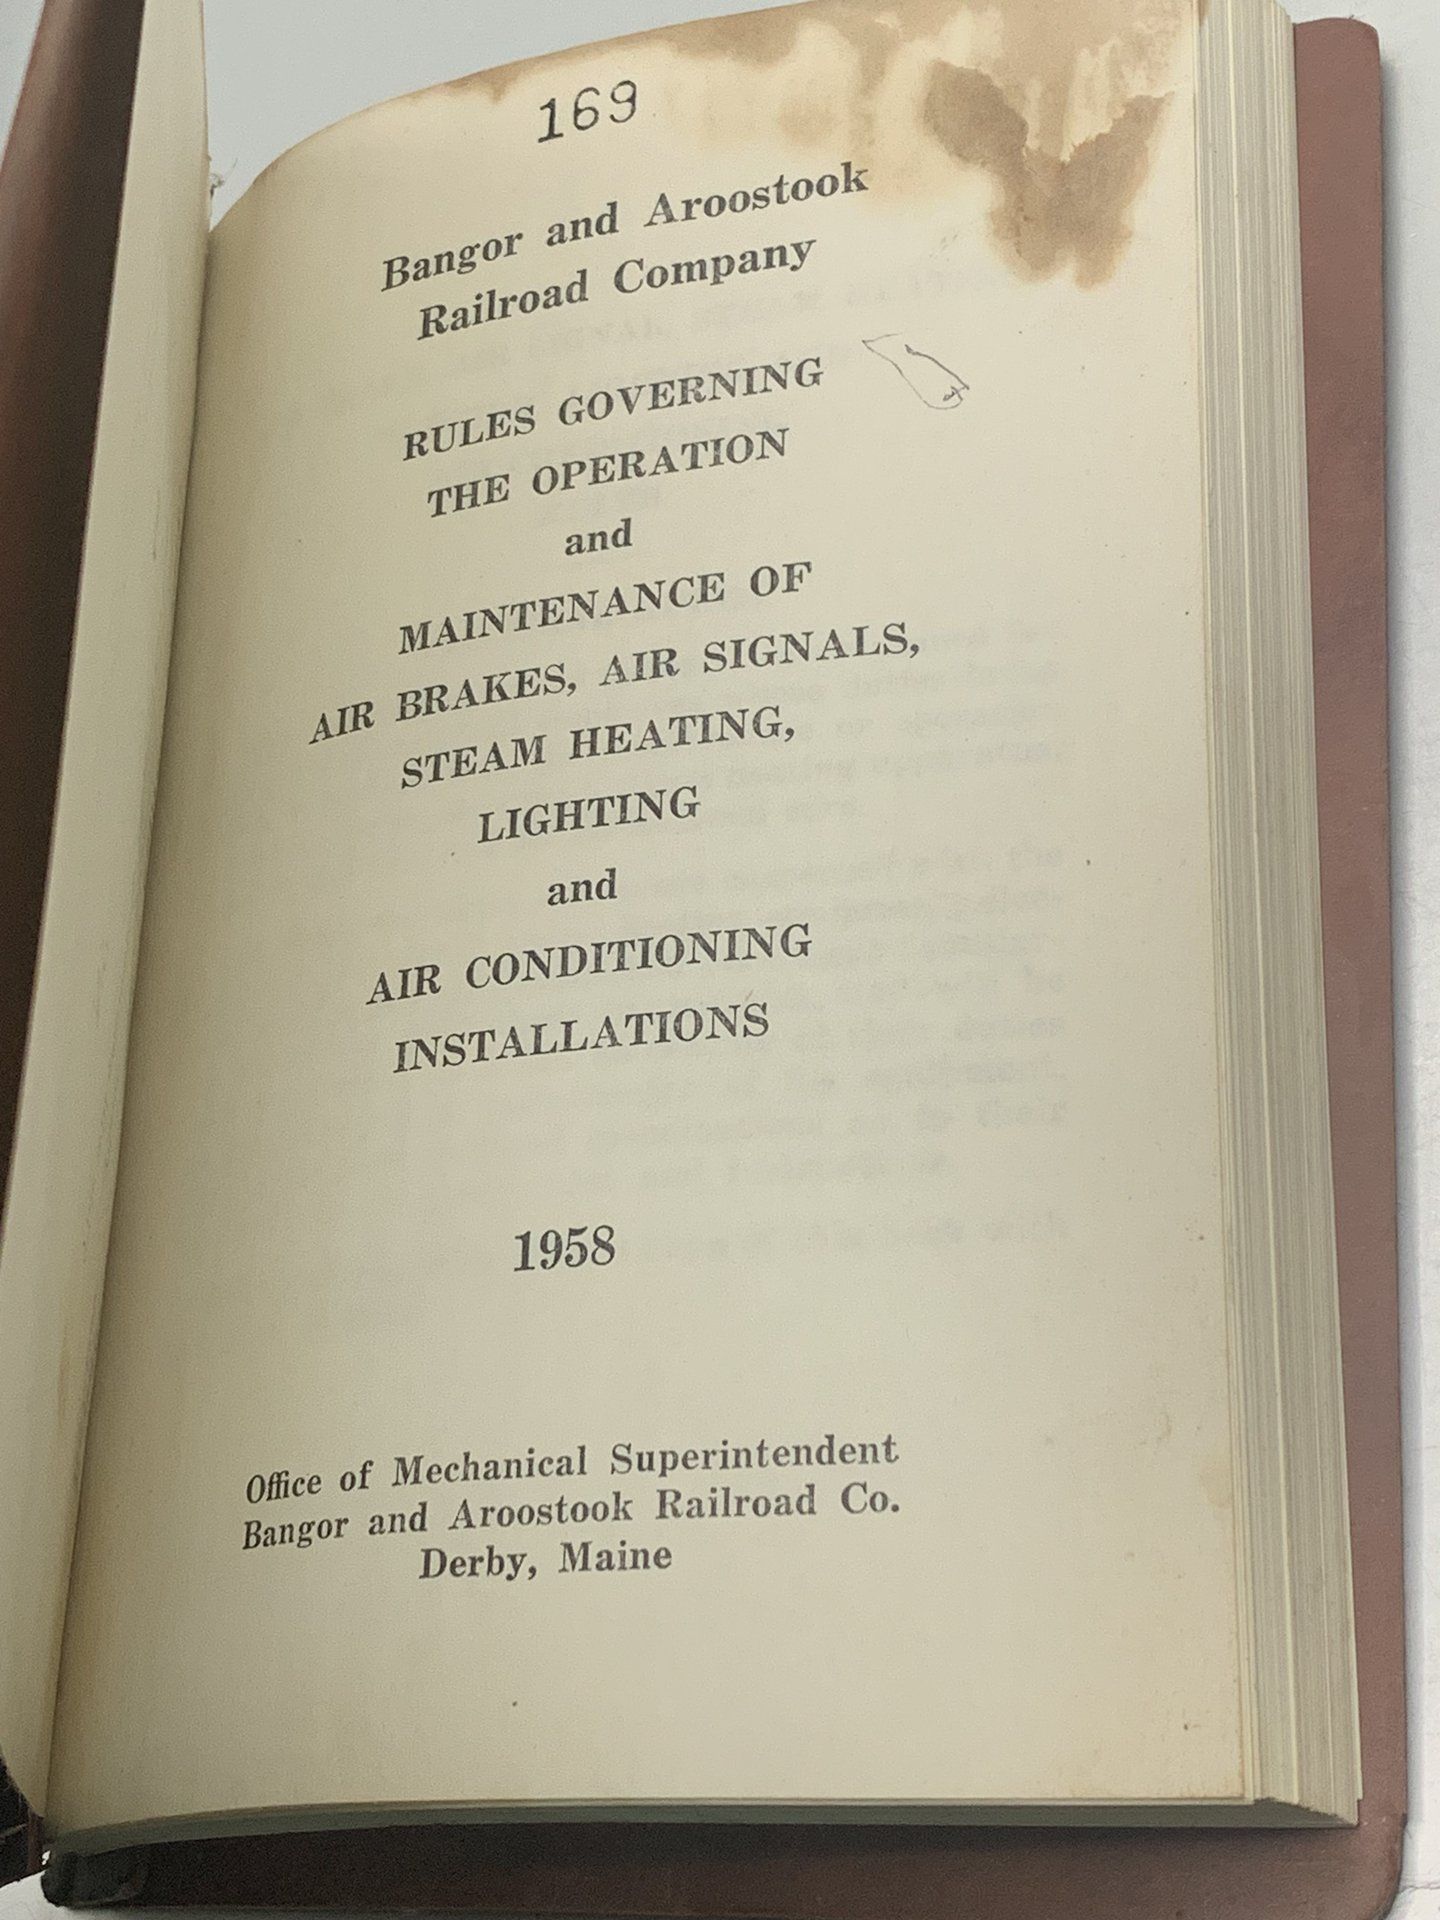 169
Bangor and Aroostook
Railroad Company
RULES GOVERNING
THE OPERATION
and
MAINTENANCE OF
AIR BRAKES, AIR SIGNALS,
STEAM HEATING,
LIGHTING
and
AIR CONDITIONING
INSTALLATIONS
1958
Office of Mechanical Superintendent
Bangor and Aroostook Railroad Co.
Derby, Maine